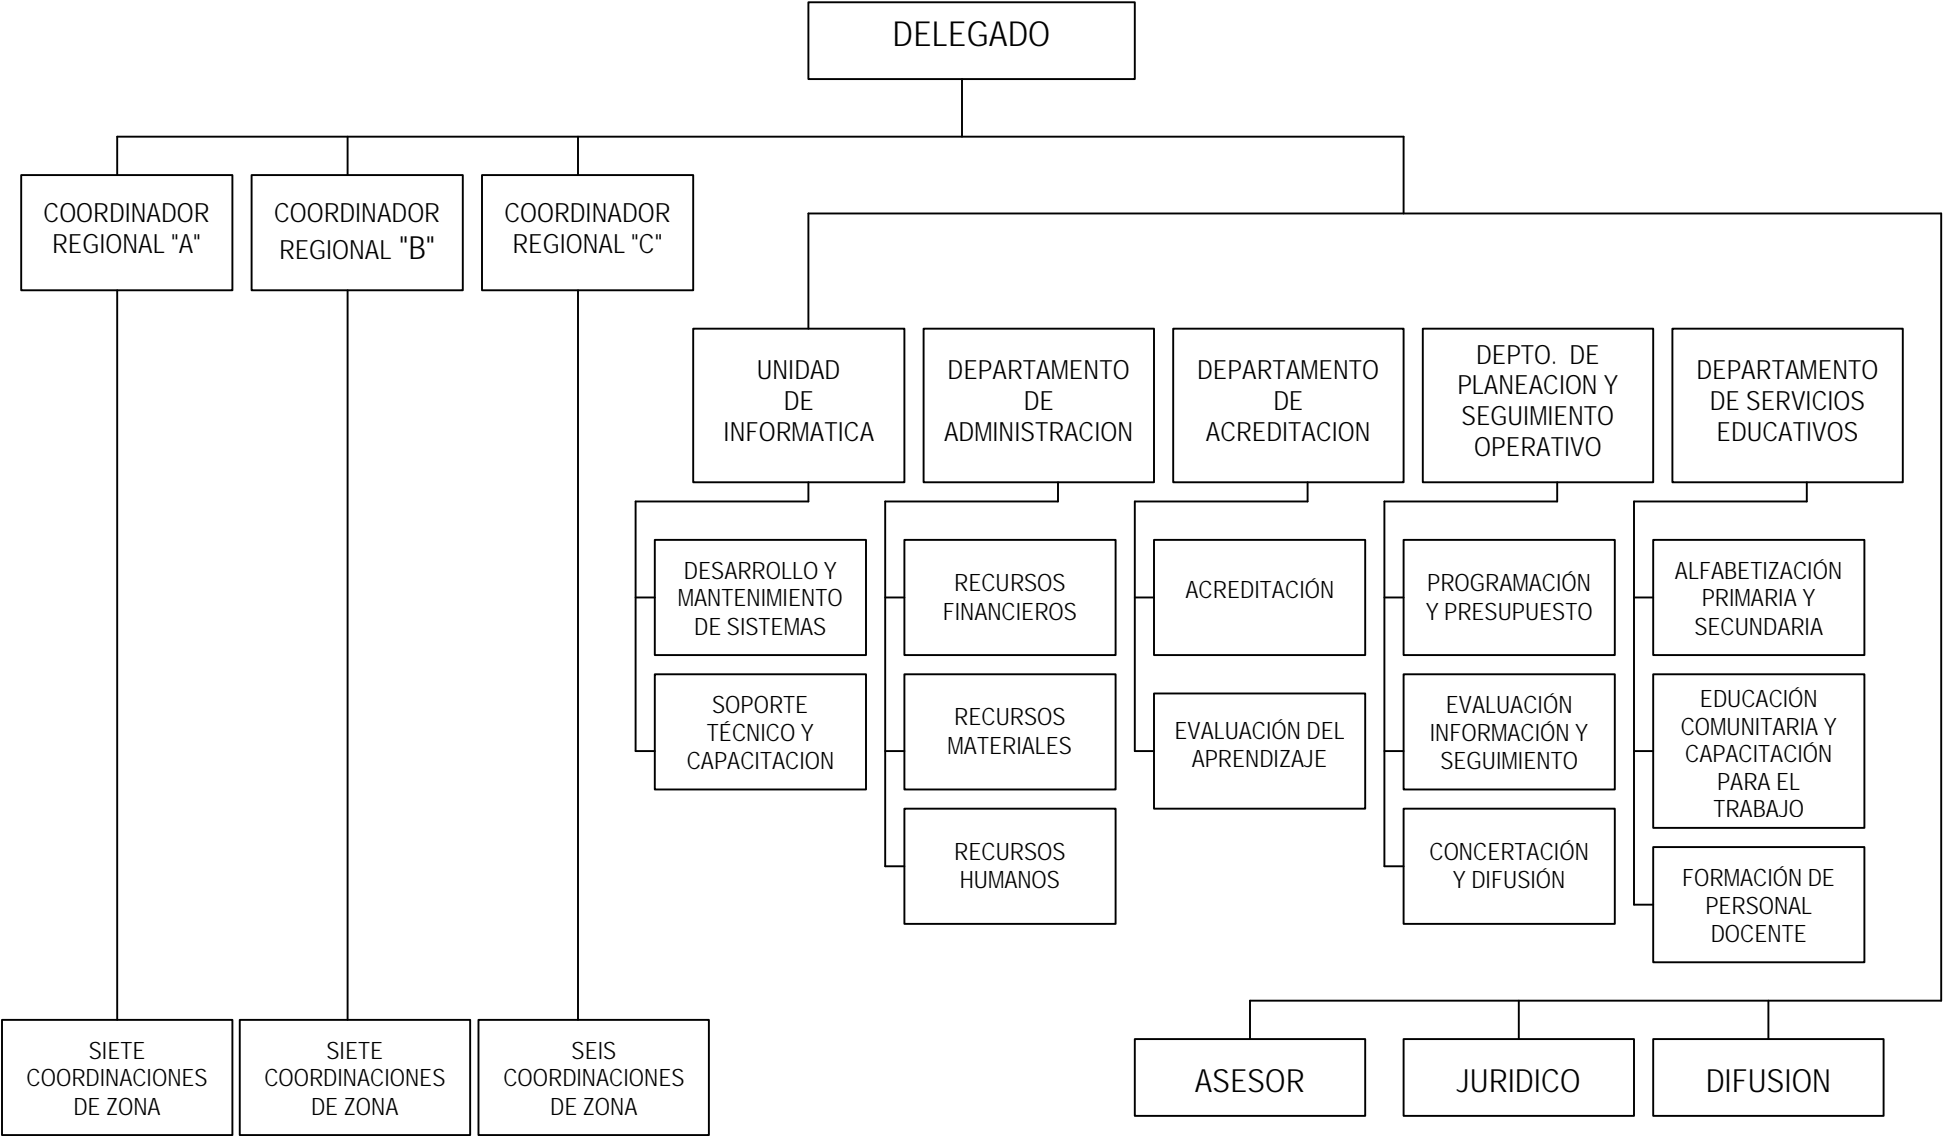 DELEGADO
COORDINADOR
REGIONAL "A"
COORDINADOR
REGIONAL "B"
COORDINADOR
REGIONAL "C"
UNIDAD
DE
INFORMATICA
DEPARTAMENTO
DE
ADMINISTRACION
DEPARTAMENTO
DE
ACREDITACION
DEPTO. DE
PLANEACION Y
SEGUIMIENTO
OPERATIVO
DEPARTAMENTO
DE SERVICIOS
EDUCATIVOS
DESARROLLO Y
MANTENIMIENTO
DE SISTEMAS
SOPORTE
TÉCNICO Y
CAPACITACION
RECURSOS
FINANCIEROS
RECURSOS
MATERIALES
RECURSOS
HUMANOS
ACREDITACIÓN
EVALUACIÓN DEL
APRENDIZAJE
PROGRAMACIÓN
Y PRESUPUESTO
EVALUACIÓN
INFORMACIÓN Y
SEGUIMIENTO
CONCERTACIÓN
Y DIFUSIÓN
ALFABETIZACIÓN
PRIMARIA Y
SECUNDARIA
EDUCACIÓN
COMUNITARIA Y
CAPACITACIÓN
PARA EL
TRABAJO
FORMACIÓN DE
PERSONAL
DOCENTE
SIETE
COORDINACIONES
DE ZONA
SIETE
COORDINACIONES
DE ZONA
SEIS
COORDINACIONES
DE ZONA
ASESOR
JURIDICO
DIFUSION